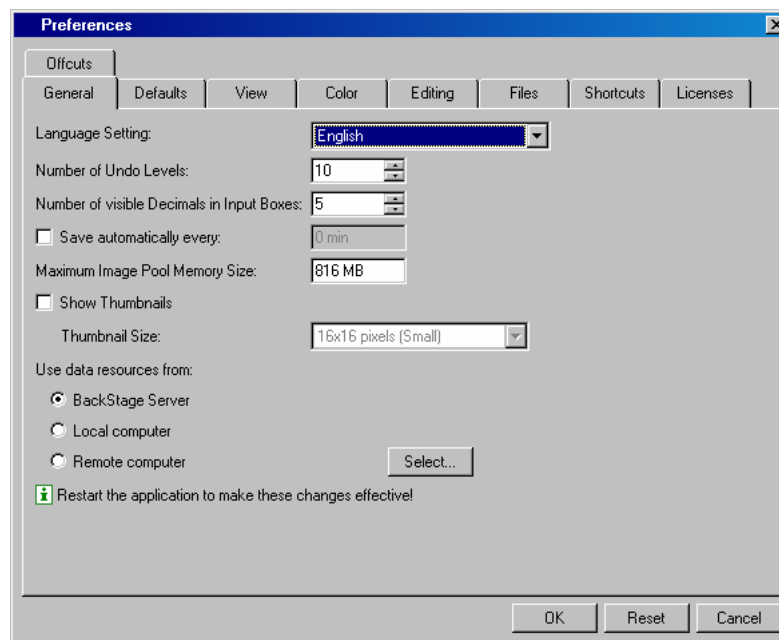 Preferences
Offcuts
General Defaults View Color Editing Files Shortcuts Licenses
Language Setting: English
Number of Undo Levels: 10
Number of visible Decimals in Input Boxes: 5
Save automatically every: 0 min
Maximum Image Pool Memory Size: 816 MB
Show Thumbnails
Thumbnail Size: 16x16 pixels (Small)
Use data resources from:
BackStage Server
Local computer
Remote computer Select...
Restart the application to make these changes effective!
OK Reset Cancel